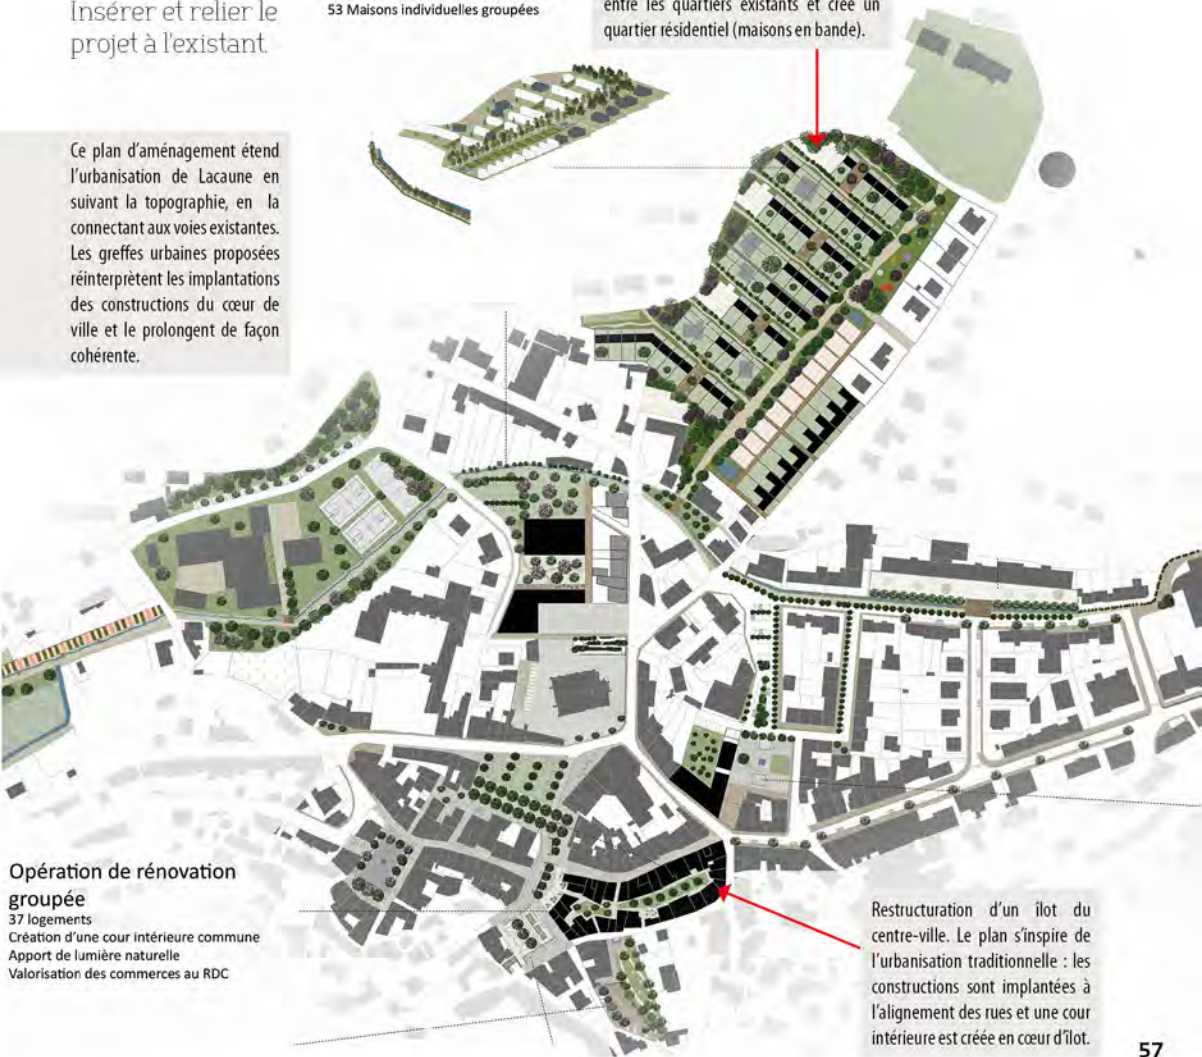 Insérer et relier le
projet à l'existant.
53 Maisons individuelles groupées
entre les quartiers existants et crée un
quartier résidentiel (maisons en bande).
Ce plan d'aménagement étend
l'urbanisation de Lacaune en
suivant la topographie, en la
connectant aux voies existantes.
Les greffes urbaines proposées
réinterprètent les implantations
des constructions du cœur de
ville et le prolongent de façon
cohérente.
Opération de rénovation
groupée
37 logements
Création d'une cour intérieure commune
Apport de lumière naturelle
Valorisation des commerces au RDC
Restructuration d'un îlot du
centre-ville. Le plan s'inspire de
l'urbanisation traditionnelle : les
constructions sont implantées à
l'alignement des rues et une cour
intérieure est créée en cœur d'îlot.
57